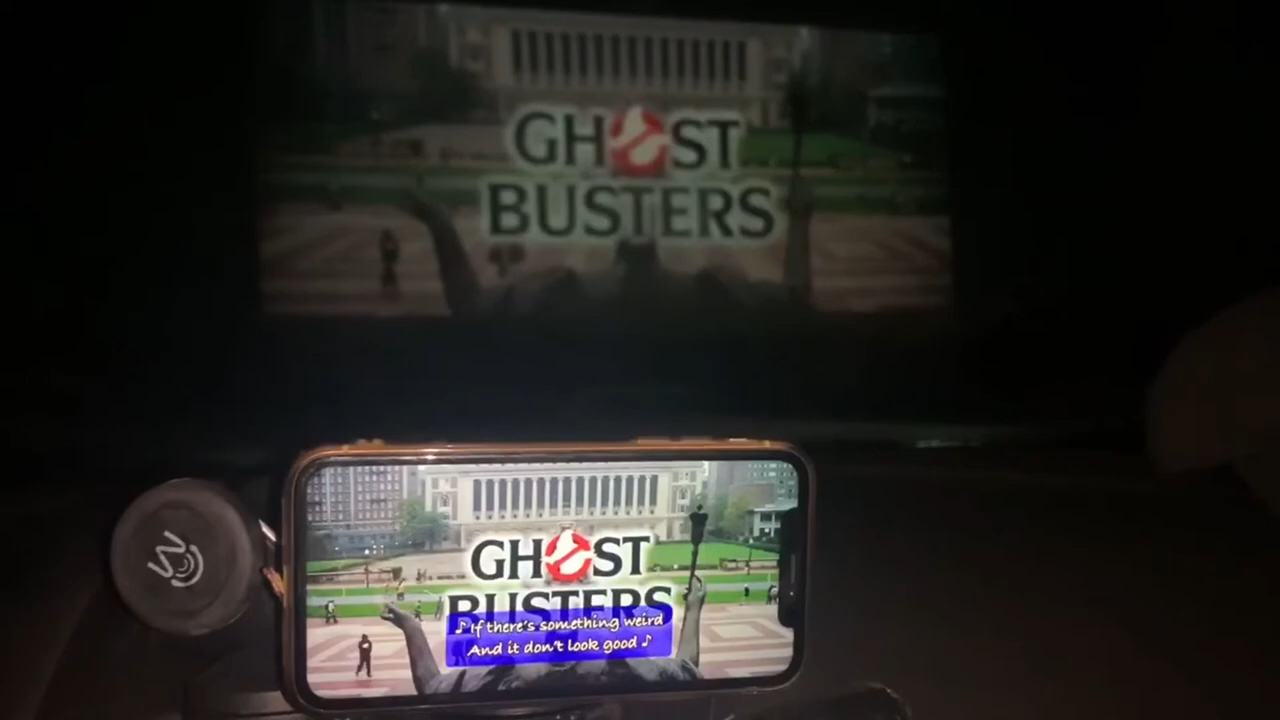 GHOST
BUSTERS
GHOST
BUSTERS
♪ If there's something weird
And it don't look good ♪